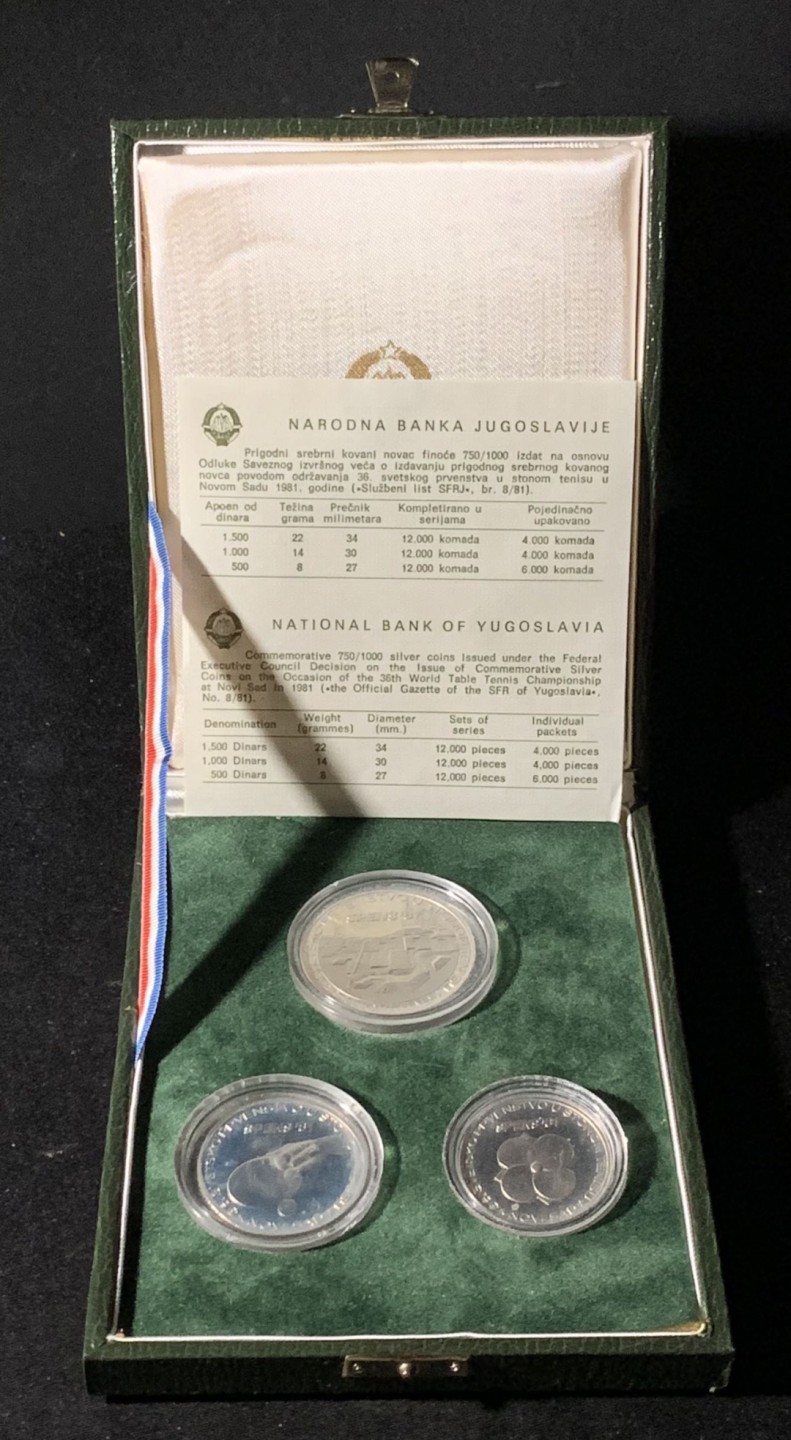 NARODNA BANKA JUGOSLAVIJE
Prigodni srebrni kovani novac finoće 750/1000 izdat na osnovu
Odluke Saveznog izvršnog veća o izdavanju prigodnog srebrnog kovanog
novca povodom održavanja 36. svetskog prvenstva u stonom tenisu u
Novom Sadu 1981. godine (»Službeni list SFRJ«, br. 8/81).
Apoen od dinara Težina grama Prečnik milimetara Kompletirano u serijama Pojedinačno upakovano
1.500 22 34 12.000 komada 4.000 komada
1.000 14 30 12.000 komada 4.000 komada
500 8 27 12.000 komada 6.000 komada
NATIONAL BANK OF YUGOSLAVIA
Commemorative 750/1000 silver coins issued under the Federal
Executive Council Decision on the Issue of Commemorative Silver
Coins on the Occasion of the 36th World Table Tennis Championship
at Novi Sad in 1981 (»the Official Gazette of the SFR of Yugoslavia«,
No. 8/81).
Denomination Weight (grammes) Diameter (mm.) Sets of series Individual packets
1,500 Dinars 22 34 12,000 pieces 4,000 pieces
1,000 Dinars 14 30 12,000 pieces 4,000 pieces
500 Dinars 8 27 12,000 pieces 6,000 pieces